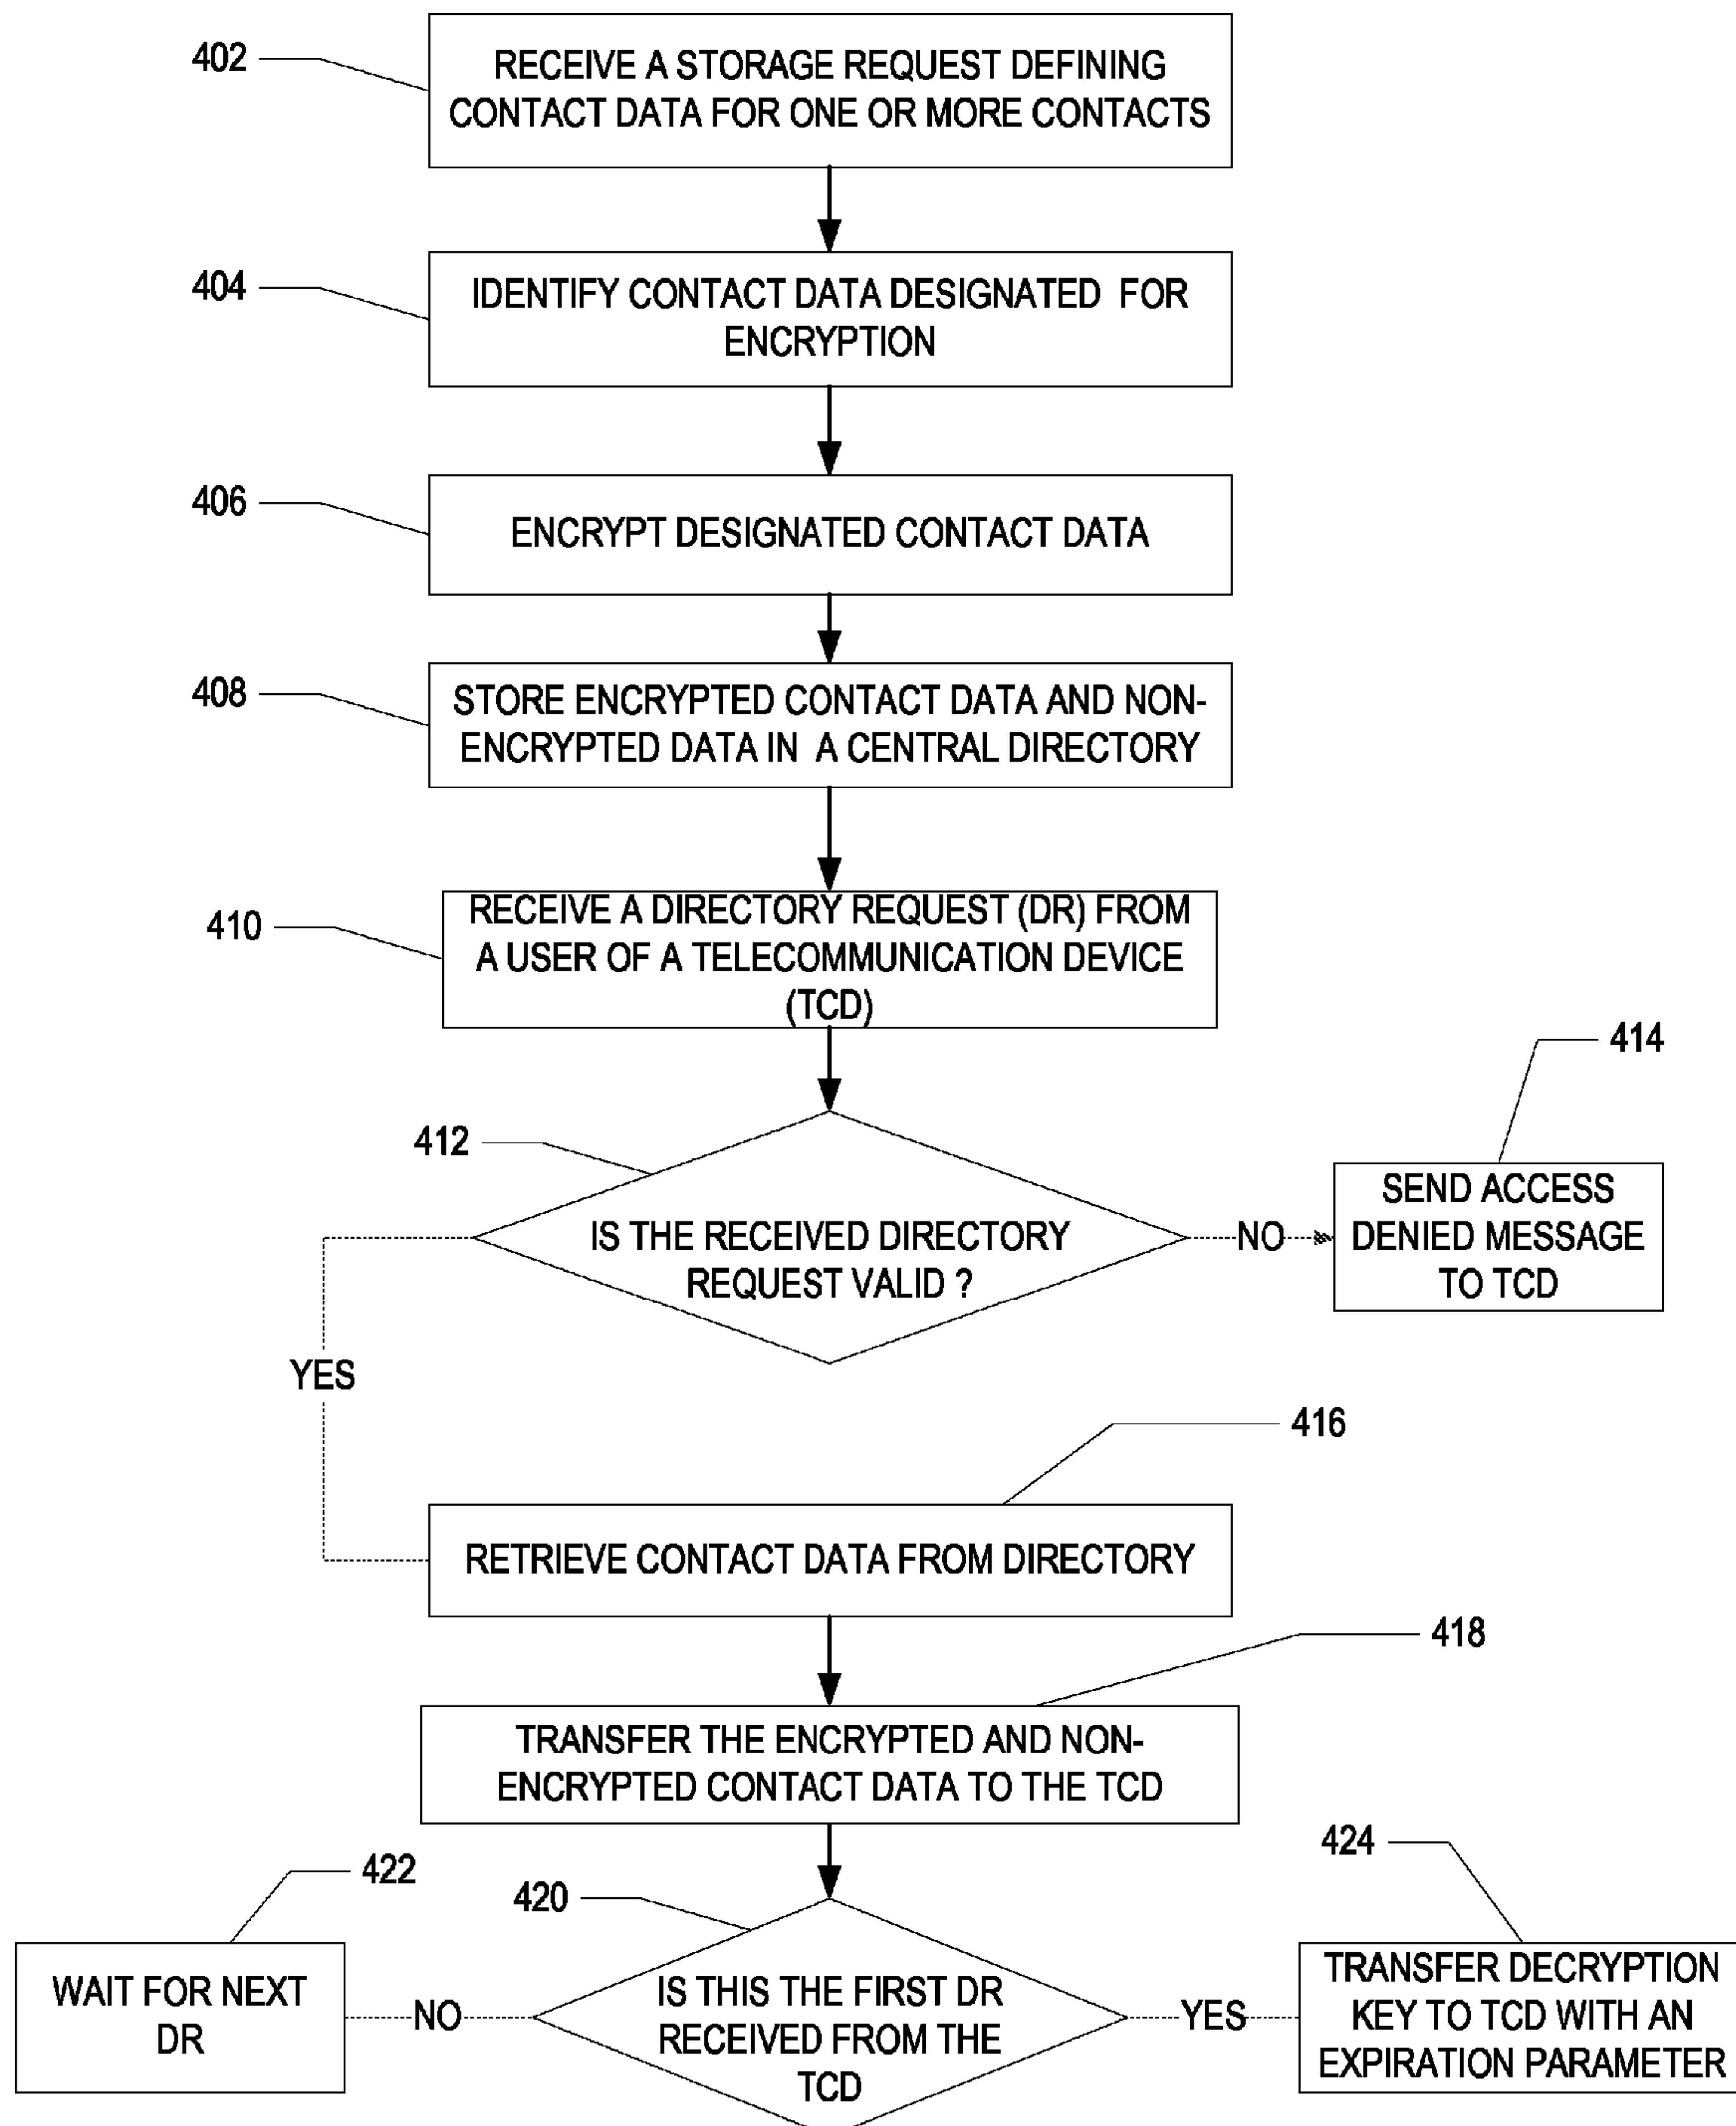 402
RECEIVE A STORAGE REQUEST DEFINING
CONTACT DATA FOR ONE OR MORE CONTACTS
404
IDENTIFY CONTACT DATA DESIGNATED FOR
ENCRYPTION
406
ENCRYPT DESIGNATED CONTACT DATA
408
STORE ENCRYPTED CONTACT DATA AND NON-
ENCRYPTED DATA IN A CENTRAL DIRECTORY
410
RECEIVE A DIRECTORY REQUEST (DR) FROM
A USER OF A TELECOMMUNICATION DEVICE
(TCD)
412
IS THE RECEIVED DIRECTORY
REQUEST VALID ?
NO
414
SEND ACCESS
DENIED MESSAGE
TO TCD
YES
416
RETRIEVE CONTACT DATA FROM DIRECTORY
418
TRANSFER THE ENCRYPTED AND NON-
ENCRYPTED CONTACT DATA TO THE TCD
420
IS THIS THE FIRST DR
RECEIVED FROM THE
TCD
NO
422
WAIT FOR NEXT
DR
YES
424
TRANSFER DECRYPTION
KEY TO TCD WITH AN
EXPIRATION PARAMETER